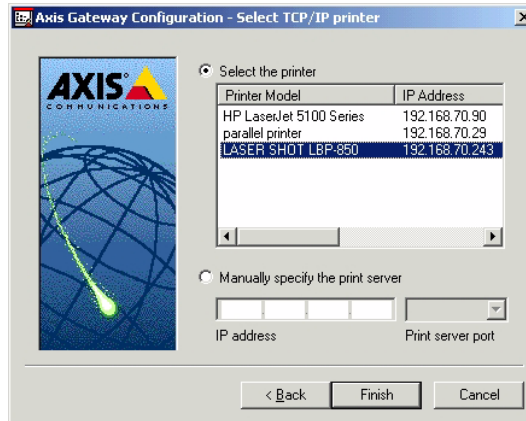 Axis Gateway Configuration - Select TCP/IP printer
AXIS
COMMUNICATIONS
Select the printer
Printer Model IP Address
HP LaserJet 5100 Series 192.168.70.90
parallel printer 192.168.70.29
LASER SHOT LBP-850 192.168.70.243
Manually specify the print server
IP address Print server port
< Back Finish Cancel